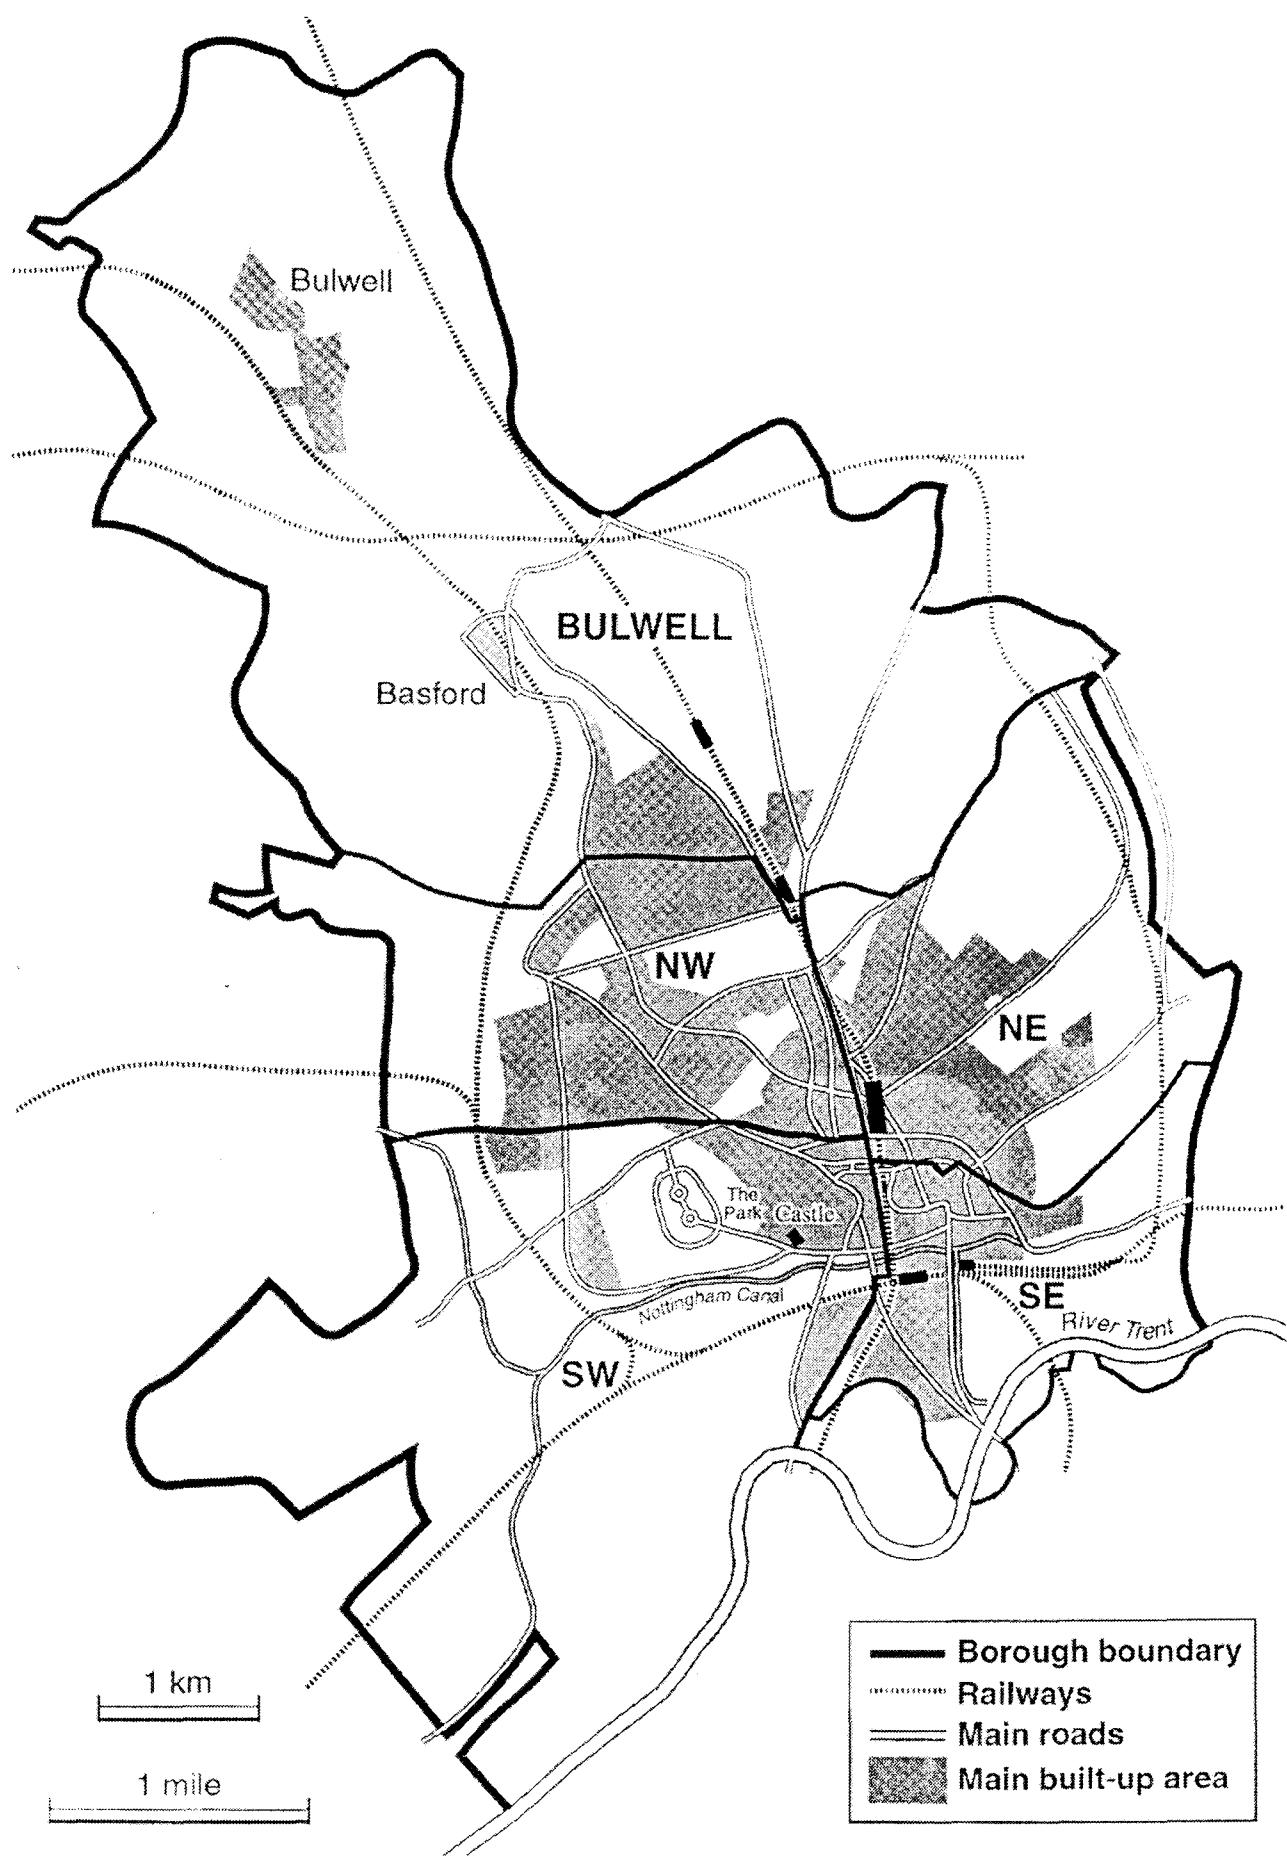 Bulwell
BULWELL
Basford
NW
NE
The
Park
Castle
Nottingham Canal
SE
River Trent
SW
1 km
1 mile
Borough boundary
Railways
Main roads
Main built-up area